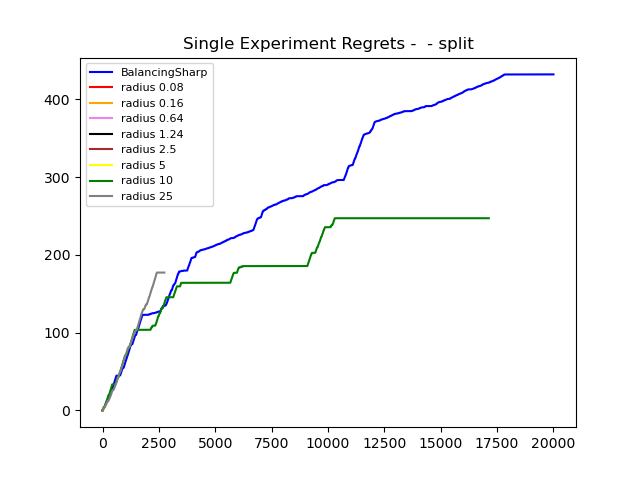 Single Experiment Regrets -  - split
BalancingSharp
radius 0.08
radius 0.16
radius 0.64
radius 1.24
radius 2.5
radius 5
radius 10
radius 25
400
300
200
100
0
0 2500 5000 7500 10000 12500 15000 17500 20000